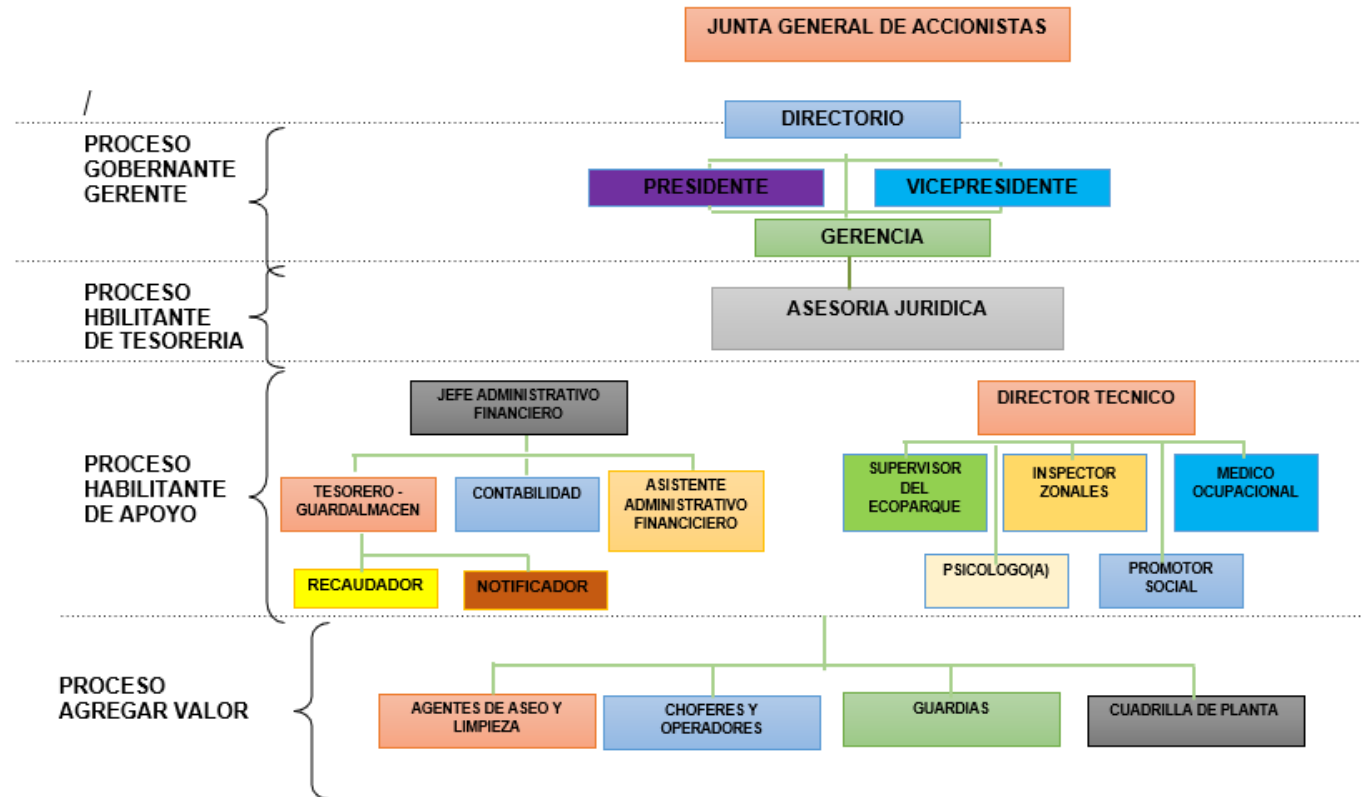 JUNTA GENERAL DE ACCIONISTAS
/
DIRECTORIO
PROCESO
GOBERNANTE
GERENTE
PRESIDENTE
VICEPRESIDENTE
GERENCIA
PROCESO
HBILITANTE
DE TESORERIA
ASESORIA JURIDICA
PROCESO
HABILITANTE
DE APOYO
JEFE ADMINISTRATIVO
FINANCIERO
DIRECTOR TECNICO
TESORERO -
GUARDALMACEN
CONTABILIDAD
ASISTENTE
ADMINISTRATIVO
FINANCICIERO
SUPERVISOR
DEL
ECOPARQUE
INSPECTOR
ZONALES
MEDICO
OCUPACIONAL
RECAUDADOR
NOTIFICADOR
PSICOLOGO(A)
PROMOTOR
SOCIAL
PROCESO
AGREGAR VALOR
AGENTES DE ASEO Y
LIMPIEZA
CHOFERES Y
OPERADORES
GUARDIAS
CUADRILLA DE PLANTA